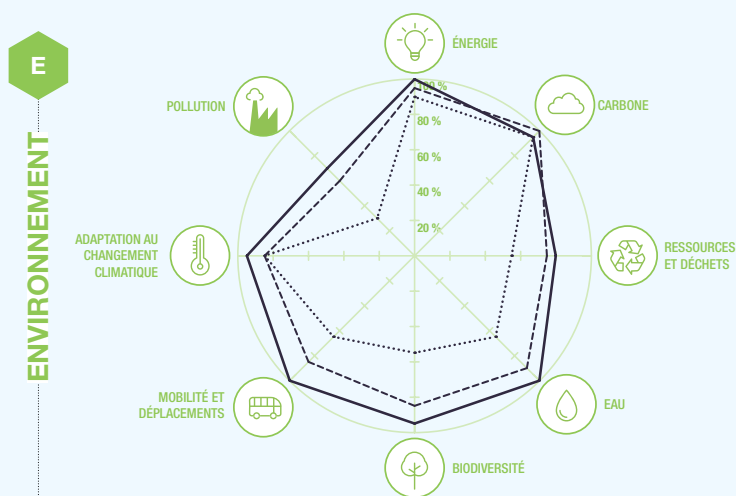 E
ENVIRONNEMENT
ÉNERGIE
CARBONE
RESSOURCES
ET DÉCHETS
EAU
BIODIVERSITÉ
MOBILITÉ ET
DÉPLACEMENTS
ADAPTATION AU
CHANGEMENT
CLIMATIQUE
POLLUTION
100 %
80 %
60 %
40 %
20 %